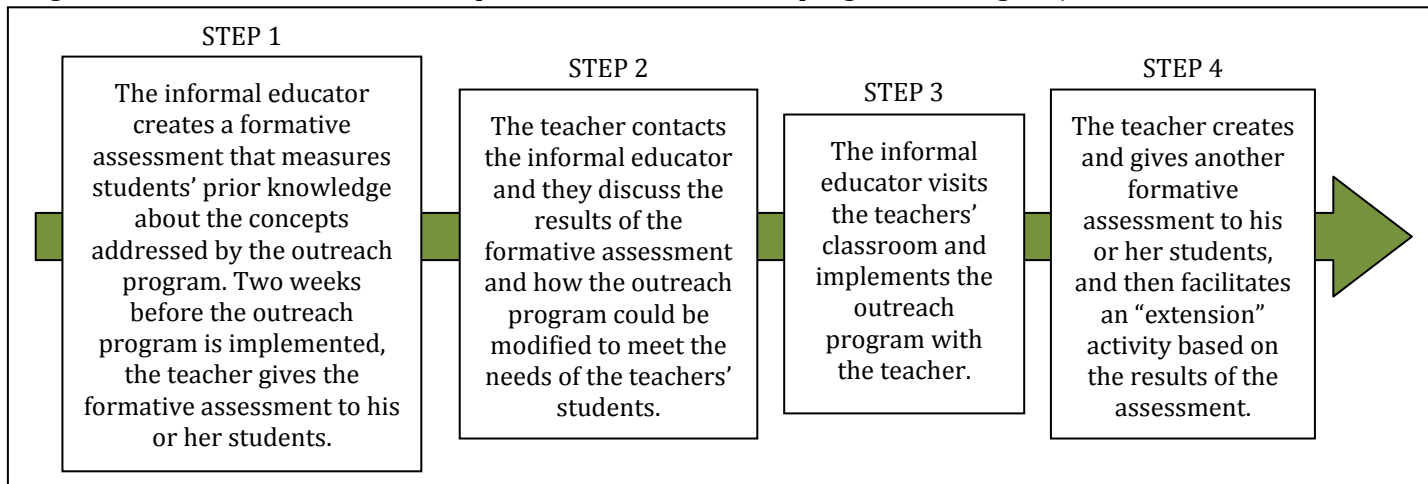 STEP 1
The informal educator
creates a formative
assessment that measures
students’ prior knowledge
about the concepts
addressed by the outreach
program. Two weeks
before the outreach
program is implemented,
the teacher gives the
formative assessment to his
or her students.
STEP 2
The teacher contacts
the informal educator
and they discuss the
results of the
formative assessment
and how the outreach
program could be
modified to meet the
needs of the teachers’
students.
STEP 3
The informal
educator visits
the teachers’
classroom and
implements the
outreach
program with
the teacher.
STEP 4
The teacher creates
and gives another
formative
assessment to his
or her students,
and then facilitates
an “extension”
activity based on
the results of the
assessment.